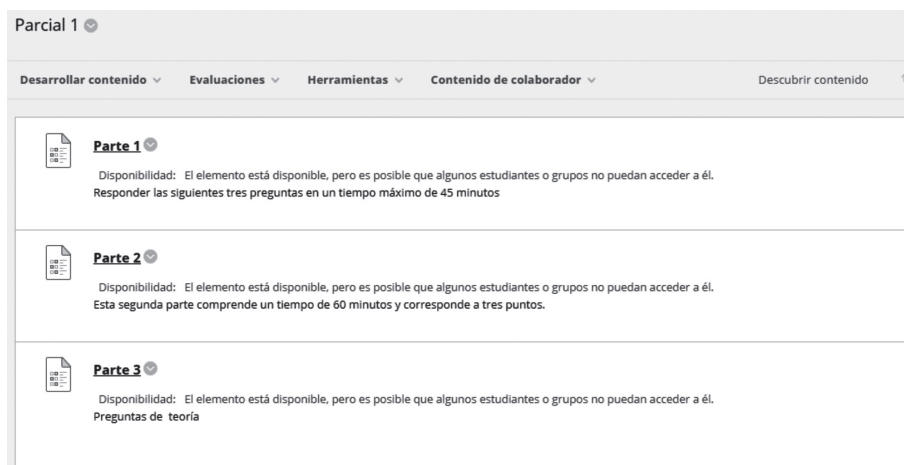 Parcial 1
Desarrollar contenido Evaluaciones Herramientas Contenido de colaborador Descubrir contenido
Parte 1
Disponibilidad: El elemento está disponible, pero es posible que algunos estudiantes o grupos no puedan acceder a él.
Responder las siguientes tres preguntas en un tiempo máximo de 45 minutos
Parte 2
Disponibilidad: El elemento está disponible, pero es posible que algunos estudiantes o grupos no puedan acceder a él.
Esta segunda parte comprende un tiempo de 60 minutos y corresponde a tres puntos.
Parte 3
Disponibilidad: El elemento está disponible, pero es posible que algunos estudiantes o grupos no puedan acceder a él.
Preguntas de teoría